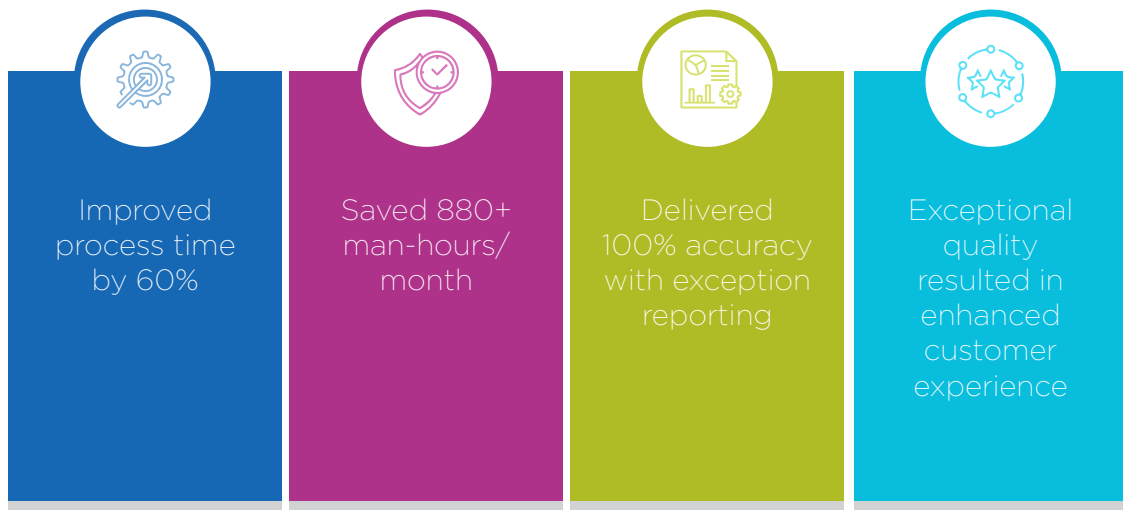 Improved
process time
by 60%
Saved 880+
man-hours/
month
Delivered
100% accuracy
with exception
reporting
Exceptional
quality
resulted in
enhanced
customer
experience